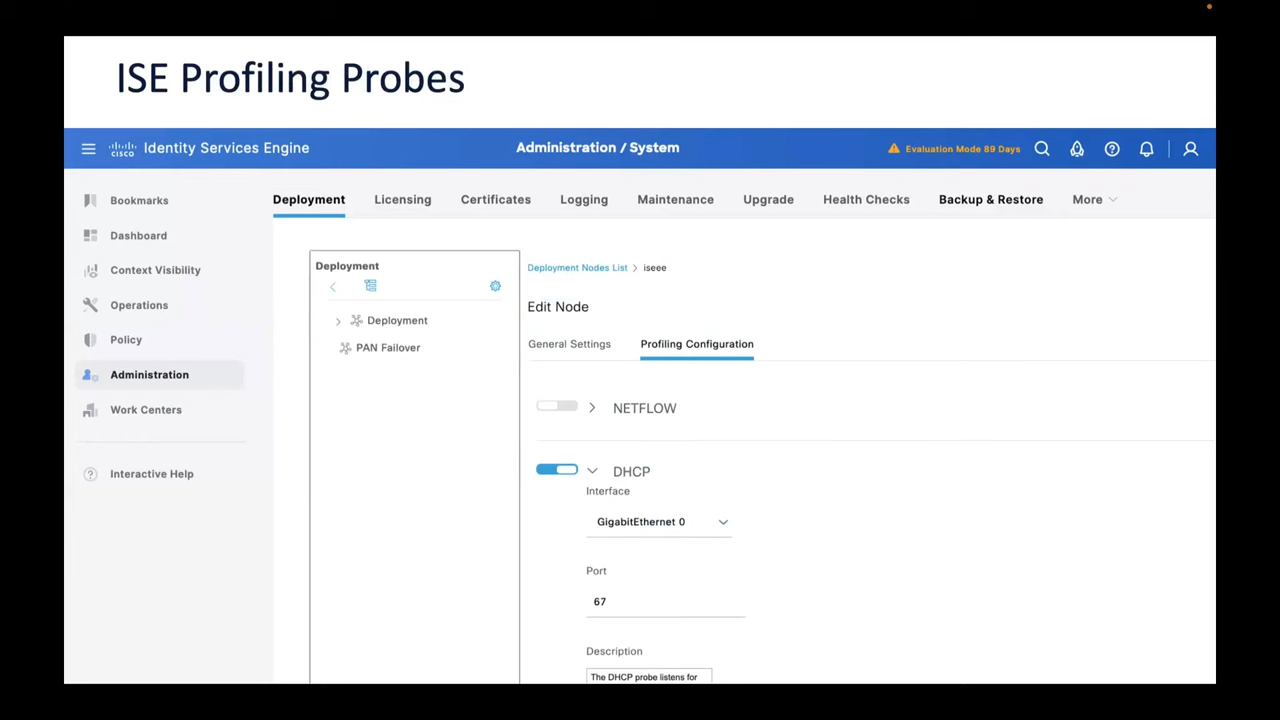 ISE Profiling Probes
CISCO Identity Services Engine
Administration / System
Evaluation Mode 89 Days
Bookmarks
Dashboard
Context Visibility
Operations
Policy
Administration
Work Centers
Interactive Help
Deployment Licensing Certificates Logging Maintenance Upgrade Health Checks Backup & Restore More
Deployment
Deployment
PAN Failover
Deployment Nodes List > iseee
Edit Node
General Settings Profiling Configuration
NETFLOW
DHCP
Interface
GigabitEthernet 0
Port
67
Description
The DHCP probe listens for